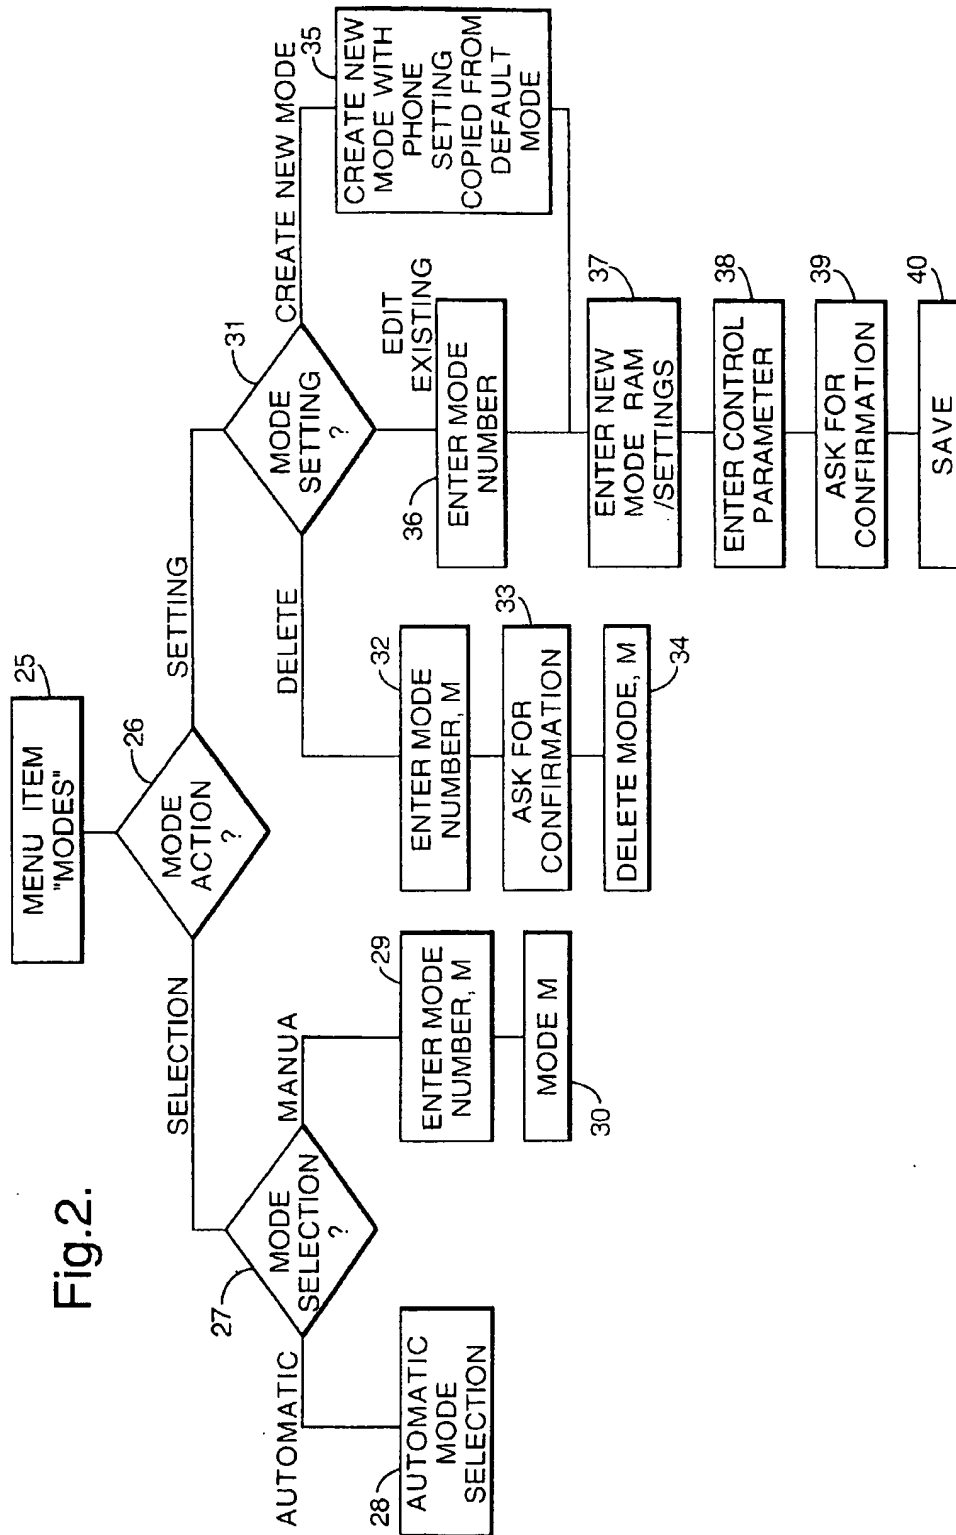 Fig.2.
MENU ITEM
"MODES"
25
MODE
ACTION
?
26
SELECTION
SETTING
MODE
SELECTION
?
27
AUTOMATIC
MANUA
AUTOMATIC
MODE
SELECTION
28
ENTER MODE
NUMBER, M
29
MODE M
30
MODE
SETTING
?
31
DELETE
EDIT
EXISTING
CREATE NEW MODE
ENTER MODE
NUMBER, M
32
ASK FOR
CONFIRMATION
33
DELETE MODE, M
34
CREATE NEW
MODE WITH
PHONE
SETTING
COPIED FROM
DEFAULT
MODE
35
ENTER MODE
NUMBER
36
ENTER NEW
MODE RAM
/SETTINGS
37
ENTER CONTROL
PARAMETER
38
ASK FOR
CONFIRMATION
39
SAVE
40